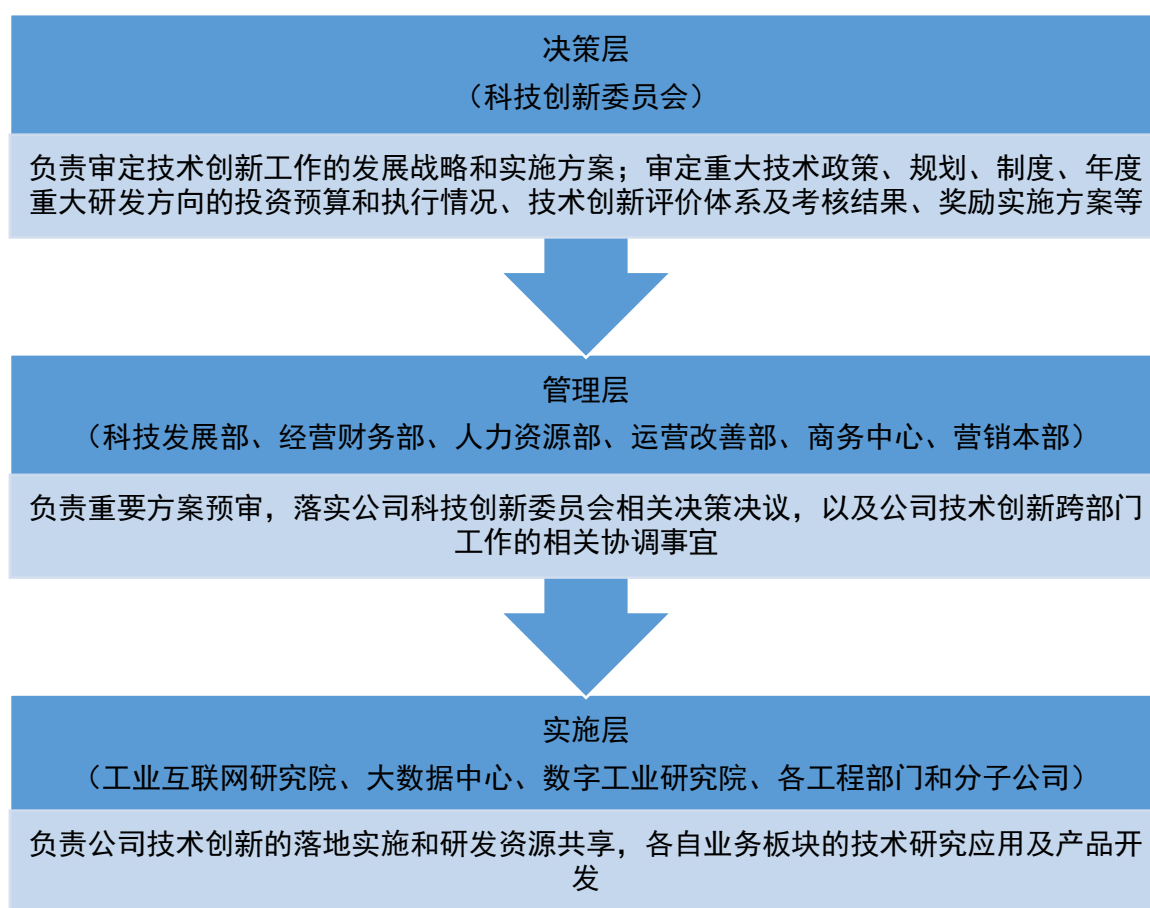 决策层
（科技创新委员会）
负责审定技术创新工作的发展战略和实施方案；审定重大技术政策、规划、制度、年度
重大研发方向的投资预算和执行情况、技术创新评价体系及考核结果、奖励实施方案等
管理层
（科技发展部、经营财务部、人力资源部、运营改善部、商务中心、营销本部）
负责重要方案预审，落实公司科技创新委员会相关决策决议，以及公司技术创新跨部门
工作的相关协调事宜
实施层
（工业互联网研究院、大数据中心、数字工业研究院、各工程部门和分子公司）
负责公司技术创新的落地实施和研发资源共享，各自业务板块的技术研究应用及产品开
发